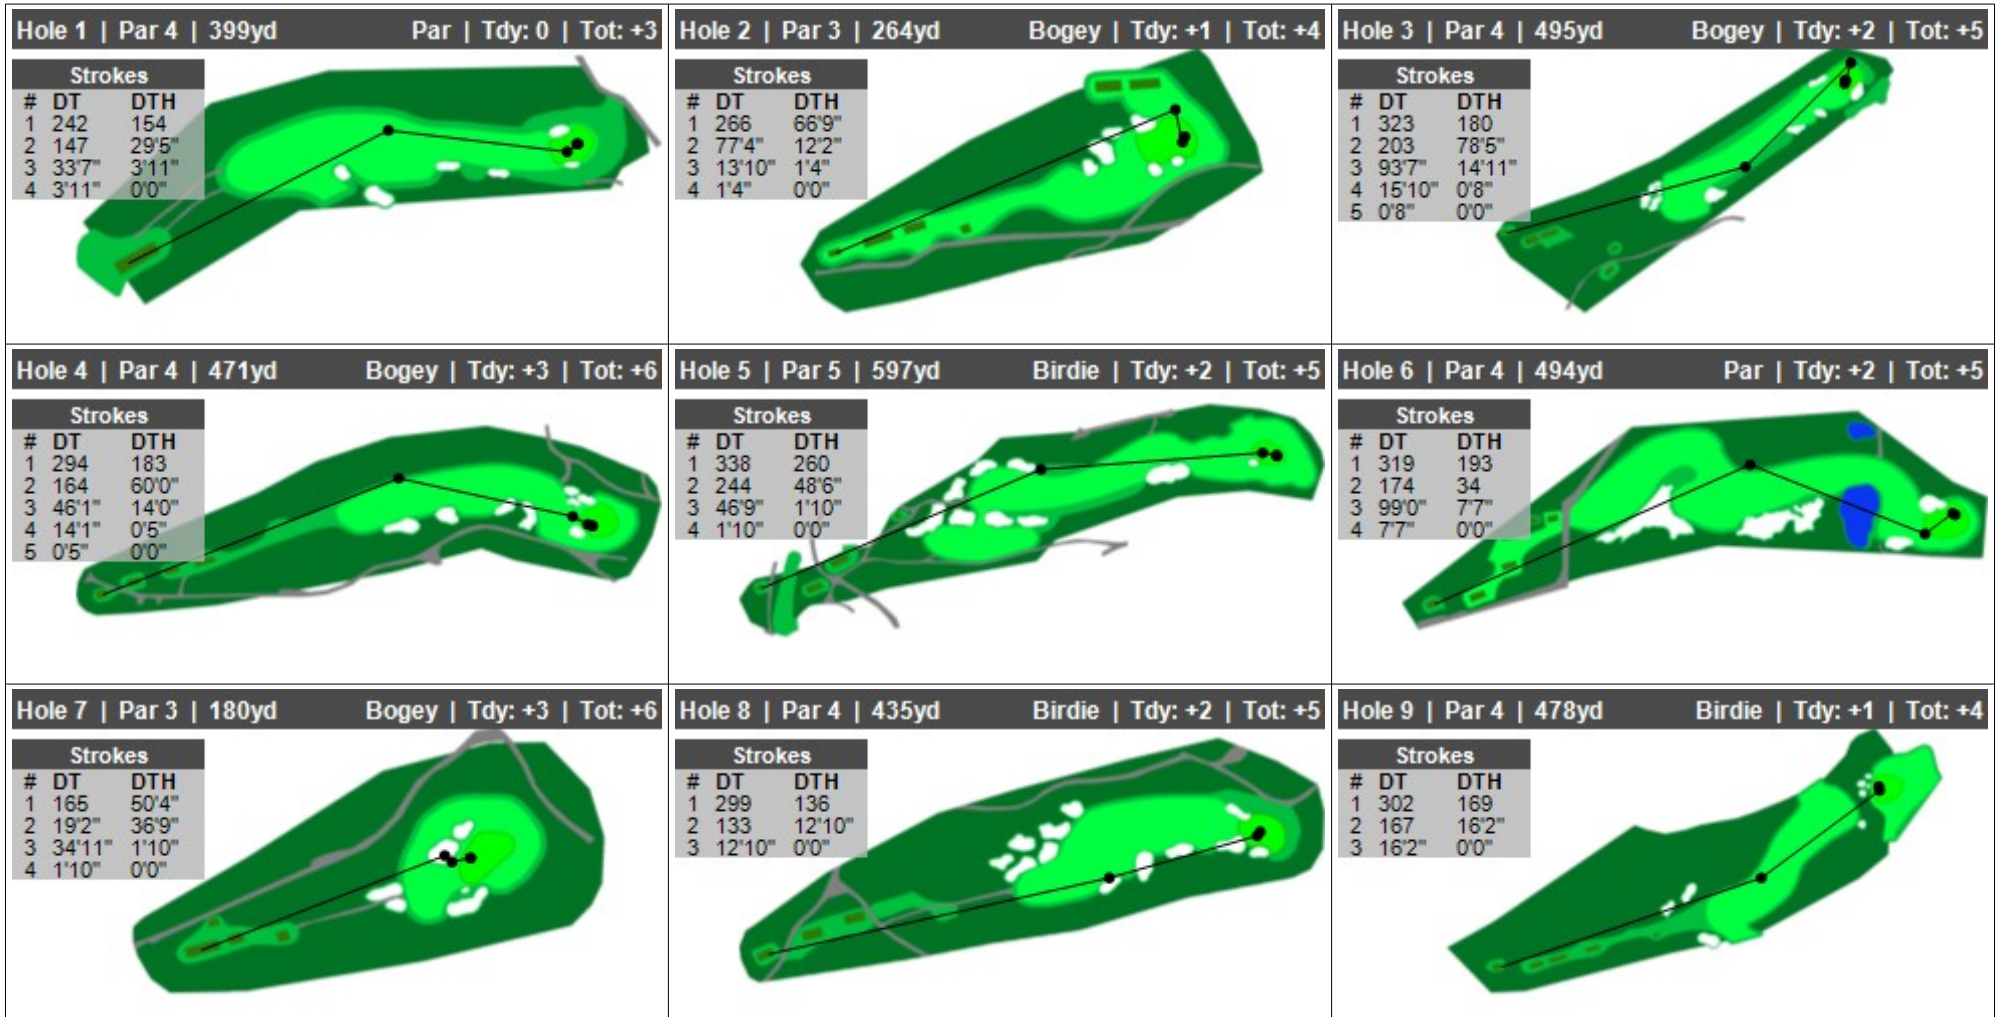 Hole 1 | Par 4 | 399yd Par | Tdy: 0 | Tot: +3
Strokes
# DT DTH
1 242 154
2 147 29'5"
3 33'7" 3'11"
4 3'11" 0'0"
Hole 2 | Par 3 | 264yd Bogey | Tdy: +1 | Tot: +4
Strokes
# DT DTH
1 266 66'9"
2 77'4" 12'2"
3 13'10" 1'4"
4 1'4" 0'0"
Hole 3 | Par 4 | 495yd Bogey | Tdy: +2 | Tot: +5
Strokes
# DT DTH
1 323 180
2 203 78'5"
3 93'7" 14'11"
4 15'10" 0'8"
5 0'8" 0'0"
Hole 4 | Par 4 | 471yd Bogey | Tdy: +3 | Tot: +6
Strokes
# DT DTH
1 294 183
2 164 60'0"
3 46'1" 14'0"
4 14'1" 0'5"
5 0'5" 0'0"
Hole 5 | Par 5 | 597yd Birdie | Tdy: +2 | Tot: +5
Strokes
# DT DTH
1 338 260
2 244 48'6"
3 46'9" 1'10"
4 1'10" 0'0"
Hole 6 | Par 4 | 494yd Par | Tdy: +2 | Tot: +5
Strokes
# DT DTH
1 319 193
2 174 34
3 99'0" 7'7"
4 7'7" 0'0"
Hole 7 | Par 3 | 180yd Bogey | Tdy: +3 | Tot: +6
Strokes
# DT DTH
1 165 50'4"
2 19'2" 36'9"
3 34'11" 1'10"
4 1'10" 0'0"
Hole 8 | Par 4 | 435yd Birdie | Tdy: +2 | Tot: +5
Strokes
# DT DTH
1 299 136
2 133 12'10"
3 12'10" 0'0"
Hole 9 | Par 4 | 478yd Birdie | Tdy: +1 | Tot: +4
Strokes
# DT DTH
1 302 169
2 167 16'2"
3 16'2" 0'0"